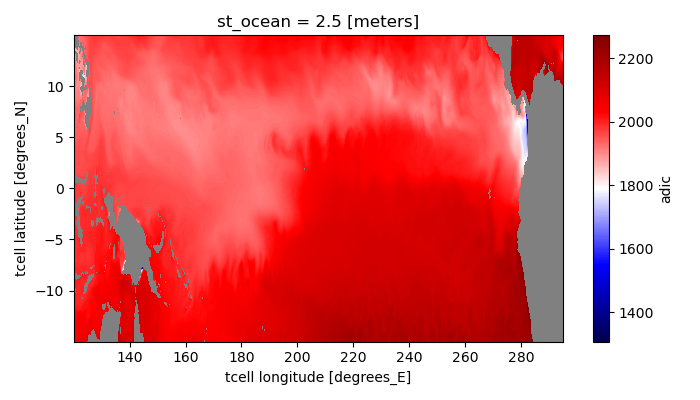 st_ocean = 2.5 [meters]
10
5
0
−5
−10
tcell latitude [degrees_N]
140 160 180 200 220 240 260 280
tcell longitude [degrees_E]
2200
2000
1800
1600
1400
adic